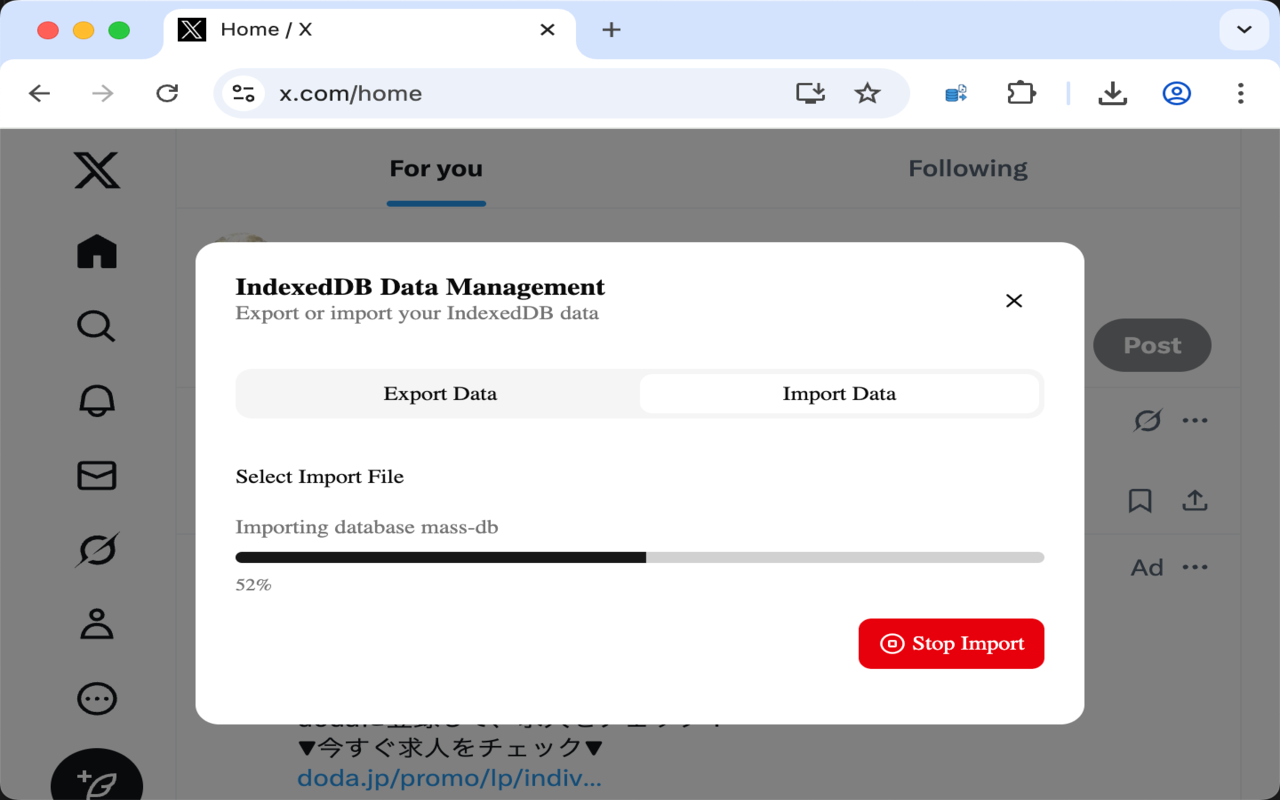 Home / X
x.com/home
For you
Following
IndexedDB Data Management
Export or import your IndexedDB data
Post
Export Data
Import Data
Select Import File
Importing database mass-db
52%
Ad
Stop Import
▼今すぐ求人をチェック▼
doda.jp/promo/lp/indiv...